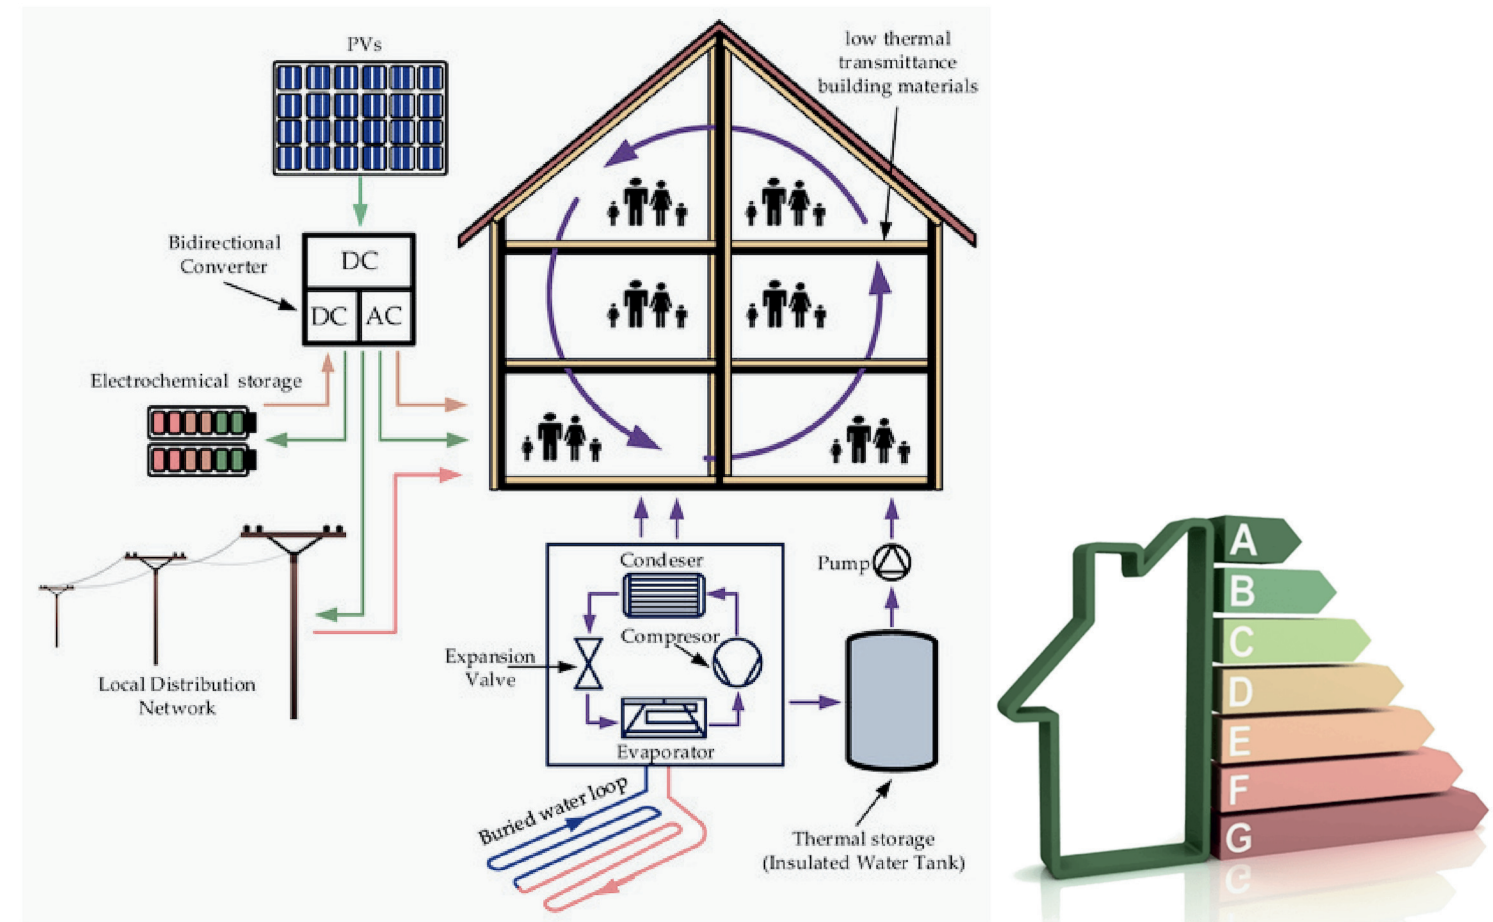 PVs
low thermal
transmittance
building materials
Bidirectional
Converter
DC
DC
AC
Electrochemical storage
Local Distribution
Network
Condeser
Compresor
Expansion
Valve
Evaporator
Pump
Buried water loop
Thermal storage
(Insulated Water Tank)
A
B
C
D
E
F
G